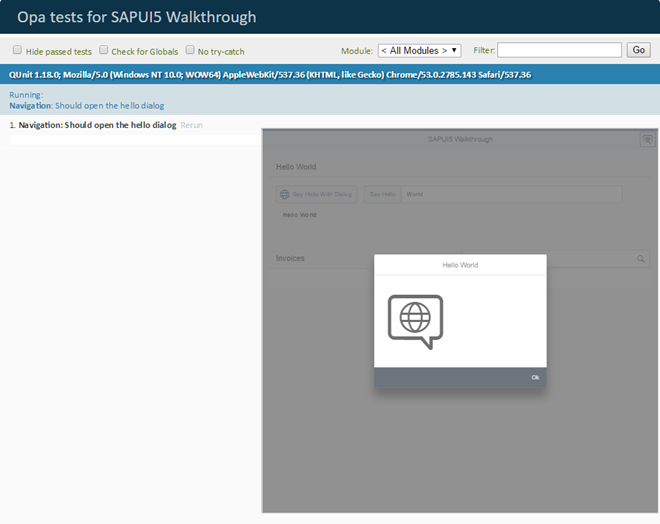 Opa tests for SAPUI5 Walkthrough
Hide passed tests Check for Globals No try-catch Module: < All Modules > Filter: Go
QUnit 1.18.0; Mozilla/5.0 (Windows NT 10.0; WOW64) AppleWebKit/537.36 (KHTML, like Gecko) Chrome/53.0.2785.143 Safari/537.36
Running:
Navigation: Should open the hello dialog
1. Navigation: Should open the hello dialog Rerun
SAPUI5 Walkthrough
Hello World
Say Hello With Dialog Say Hello World
Hello World
Invoices
Hello World
Ok